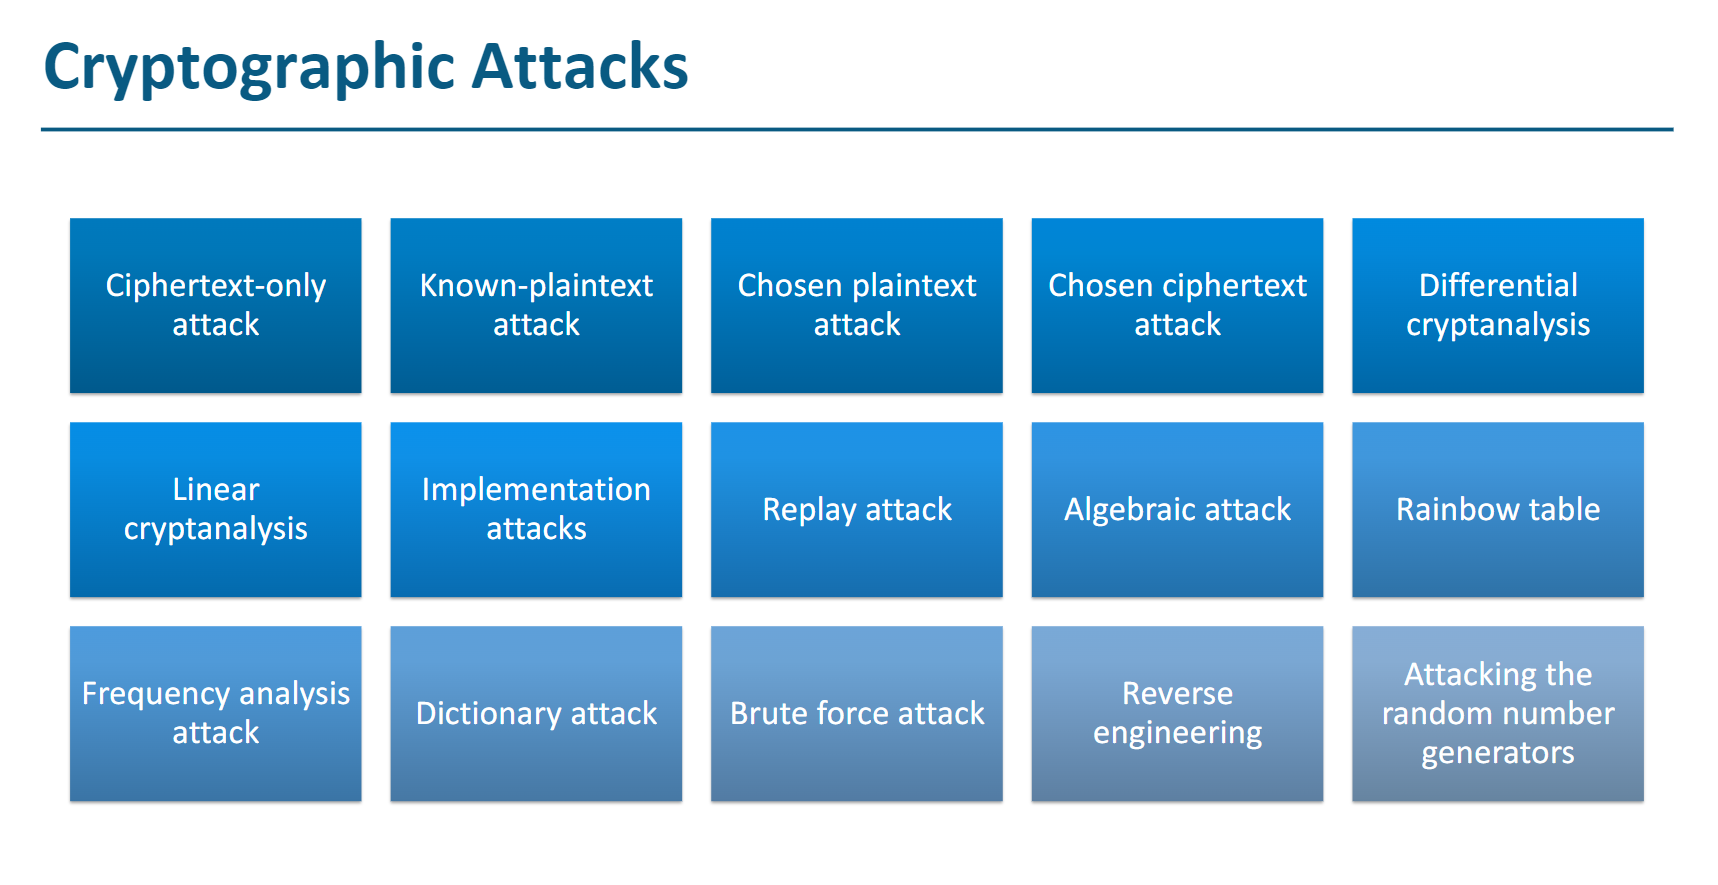 Cryptographic Attacks
Ciphertext-only
attack
Known-plaintext
attack
Chosen plaintext
attack
Chosen ciphertext
attack
Differential
cryptanalysis
Linear
cryptanalysis
Implementation
attacks
Replay attack
Algebraic attack
Rainbow table
Frequency analysis
attack
Dictionary attack
Brute force attack
Reverse
engineering
Attacking the
random number
generators